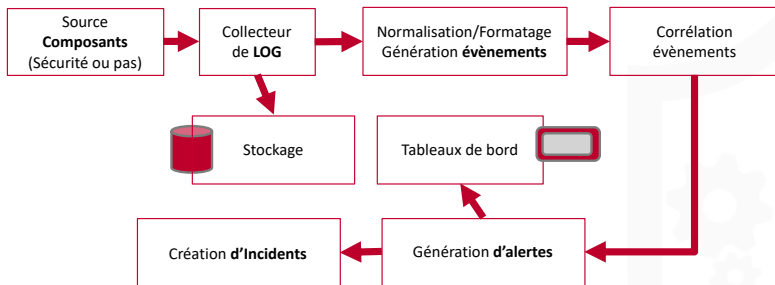 Source
Composants
(Sécurité ou pas)
Collecteur
de LOG
Normalisation/Formatage
Génération évènements
Corrélation
évènements
Stockage
Tableaux de bord
Création d'Incidents
Génération d'alertes